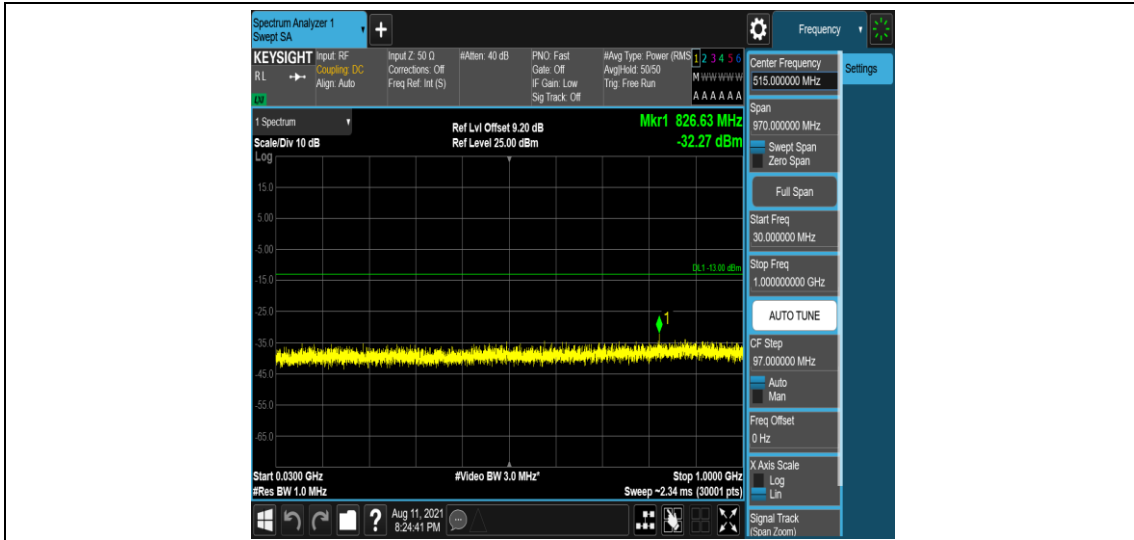 Spectrum Analyzer 1
Swept SA
+
Frequency
KEYSIGHT
RL
Input: RF
Coupling: DC
Align: Auto
Input Z: 50 Ω
Corrections: Off
Freq Ref: Int (S)
#Atten: 40 dB
PNO: Fast
Gate: Off
IF Gain: Low
Sig Track: Off
#Avg Type: Power (RMS
Avg|Hold: 50/50
Trig: Free Run
1 2 3 4 5 6
M W W W W W
A A A A A A
1 Spectrum
Scale/Div 10 dB
Log
Ref Lvl Offset 9.20 dB
Ref Level 25.00 dBm
Mkr1 826.63 MHz
-32.27 dBm
15.0
5.00
-5.00
DL1 -13.00 dBm
-15.0
-25.0
1
-35.0
-45.0
-55.0
-65.0
Start 0.0300 GHz
#Res BW 1.0 MHz
#Video BW 3.0 MHz*
Stop 1.0000 GHz
Sweep ~2.34 ms (30001 pts)
Center Frequency
515.000000 MHz
Settings
Span
970.000000 MHz
Swept Span
Zero Span
Full Span
Start Freq
30.000000 MHz
Stop Freq
1.000000000 GHz
AUTO TUNE
CF Step
97.000000 MHz
Auto
Man
Freq Offset
0 Hz
X Axis Scale
Log
Lin
Signal Track
(Span Zoom)
?
Aug 11, 2021
8:24:41 PM